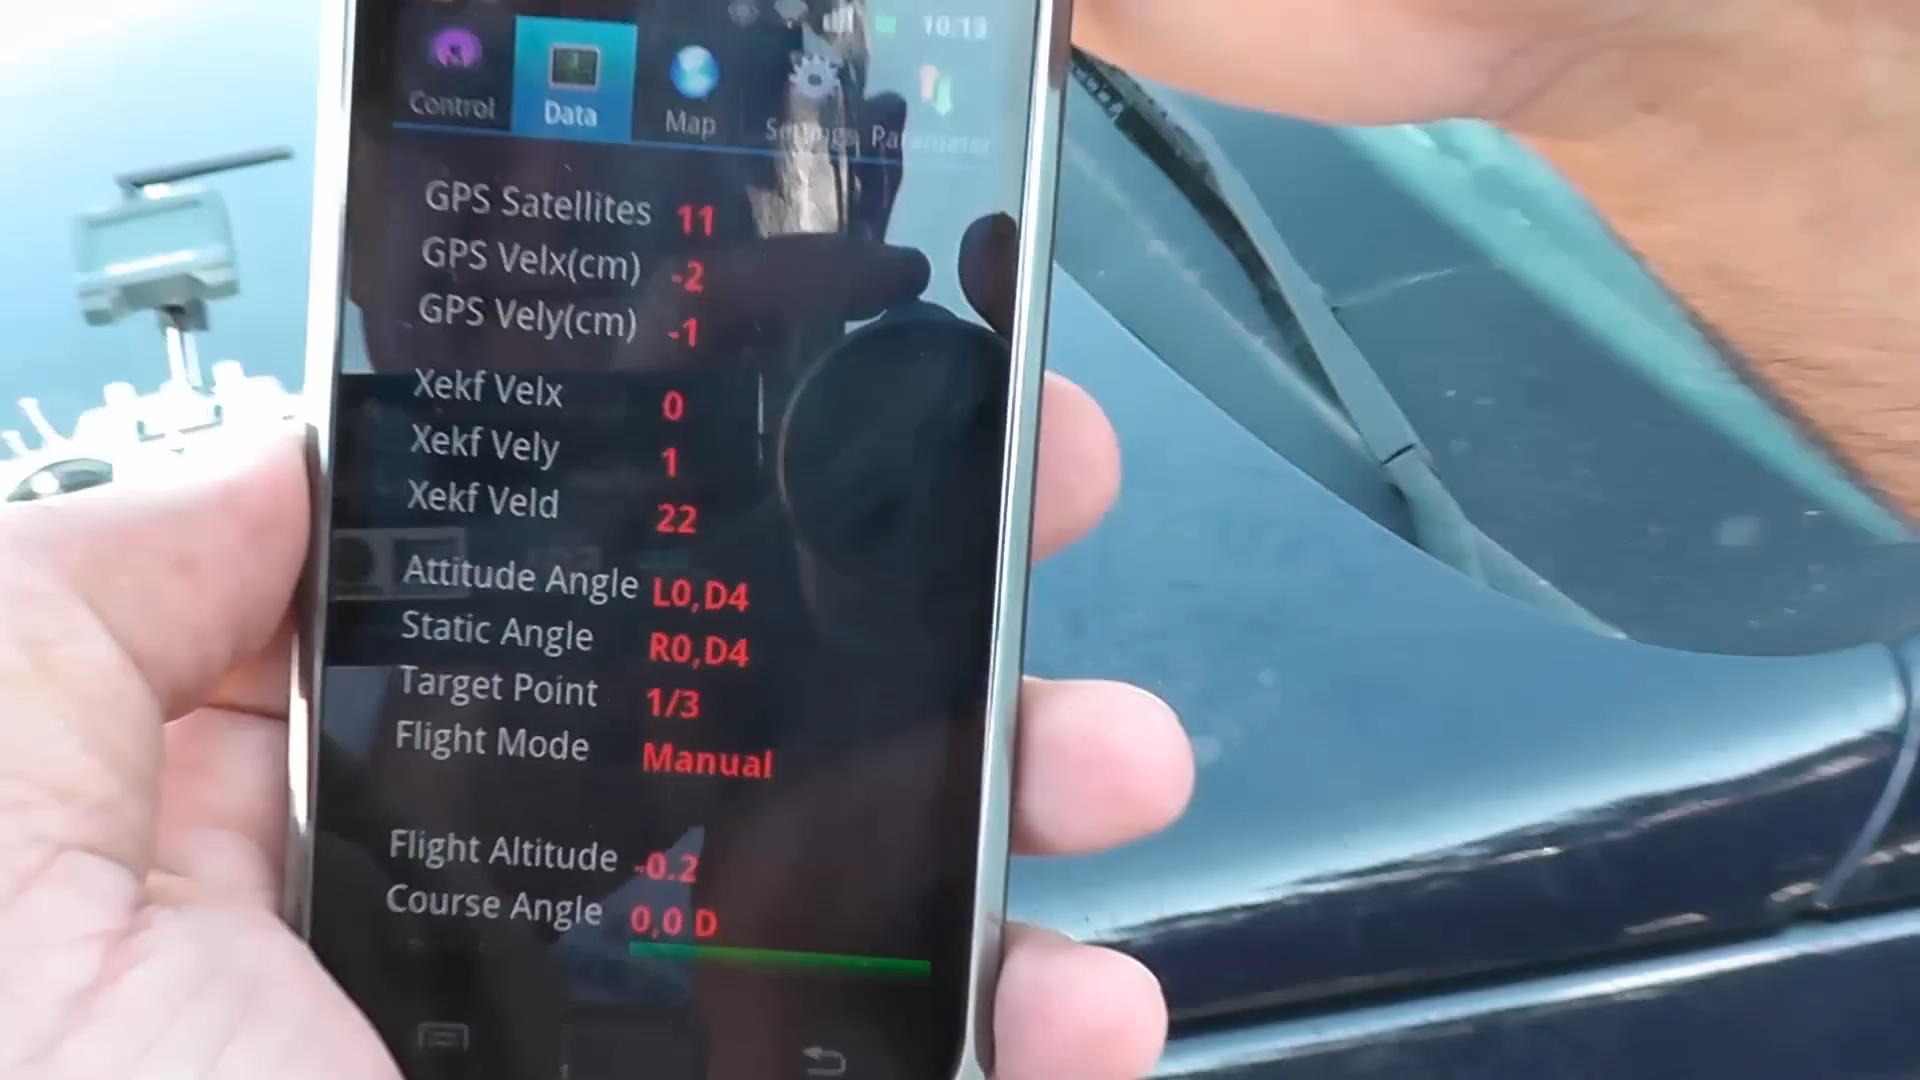 10:13
Control Data Map Settings Parameter
GPS Satellites 11
GPS Velx(cm) -2
GPS Vely(cm) -1
Xekf Velx 0
Xekf Vely 1
Xekf Veld 22
Attitude Angle L0,D4
Static Angle R0,D4
Target Point 1/3
Flight Mode Manual
Flight Altitude -0.2
Course Angle 0,0 D